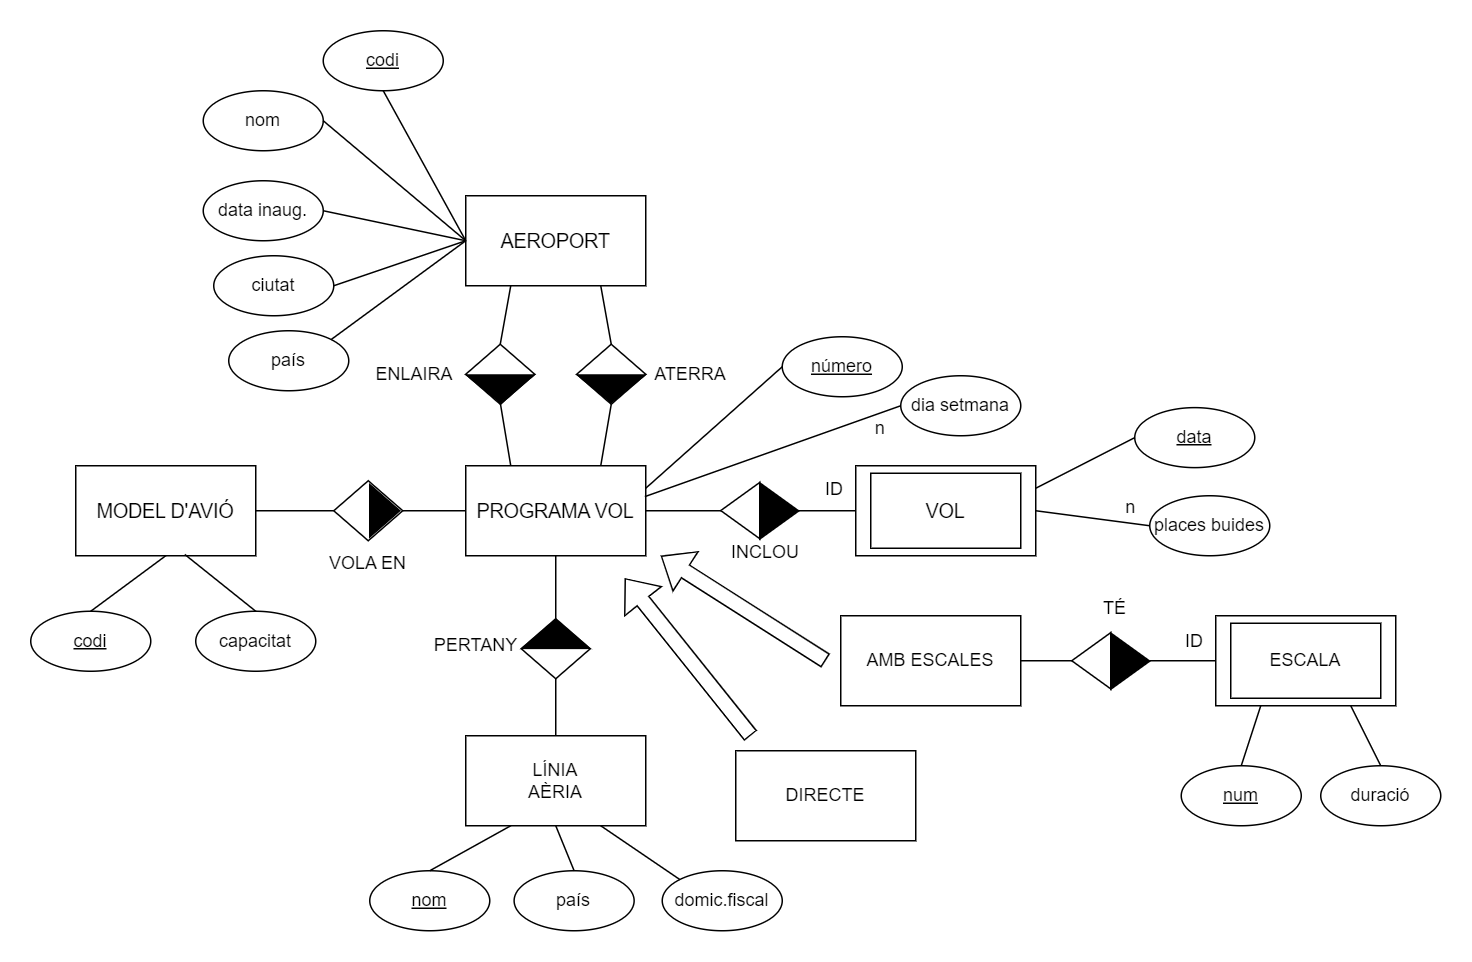 codi
nom
data inaug.
AEROPORT
ciutat
país
ENLAIRA
ATERRA
número
dia setmana
n
data
ID
MODEL D'AVIÓ
PROGRAMA VOL
VOL
n
places buides
INCLOU
VOLA EN
TÉ
codi
capacitat
PERTANY
AMB ESCALES
ID
ESCALA
LÍNIA
AÈRIA
DIRECTE
num
duració
nom
país
domic.fiscal